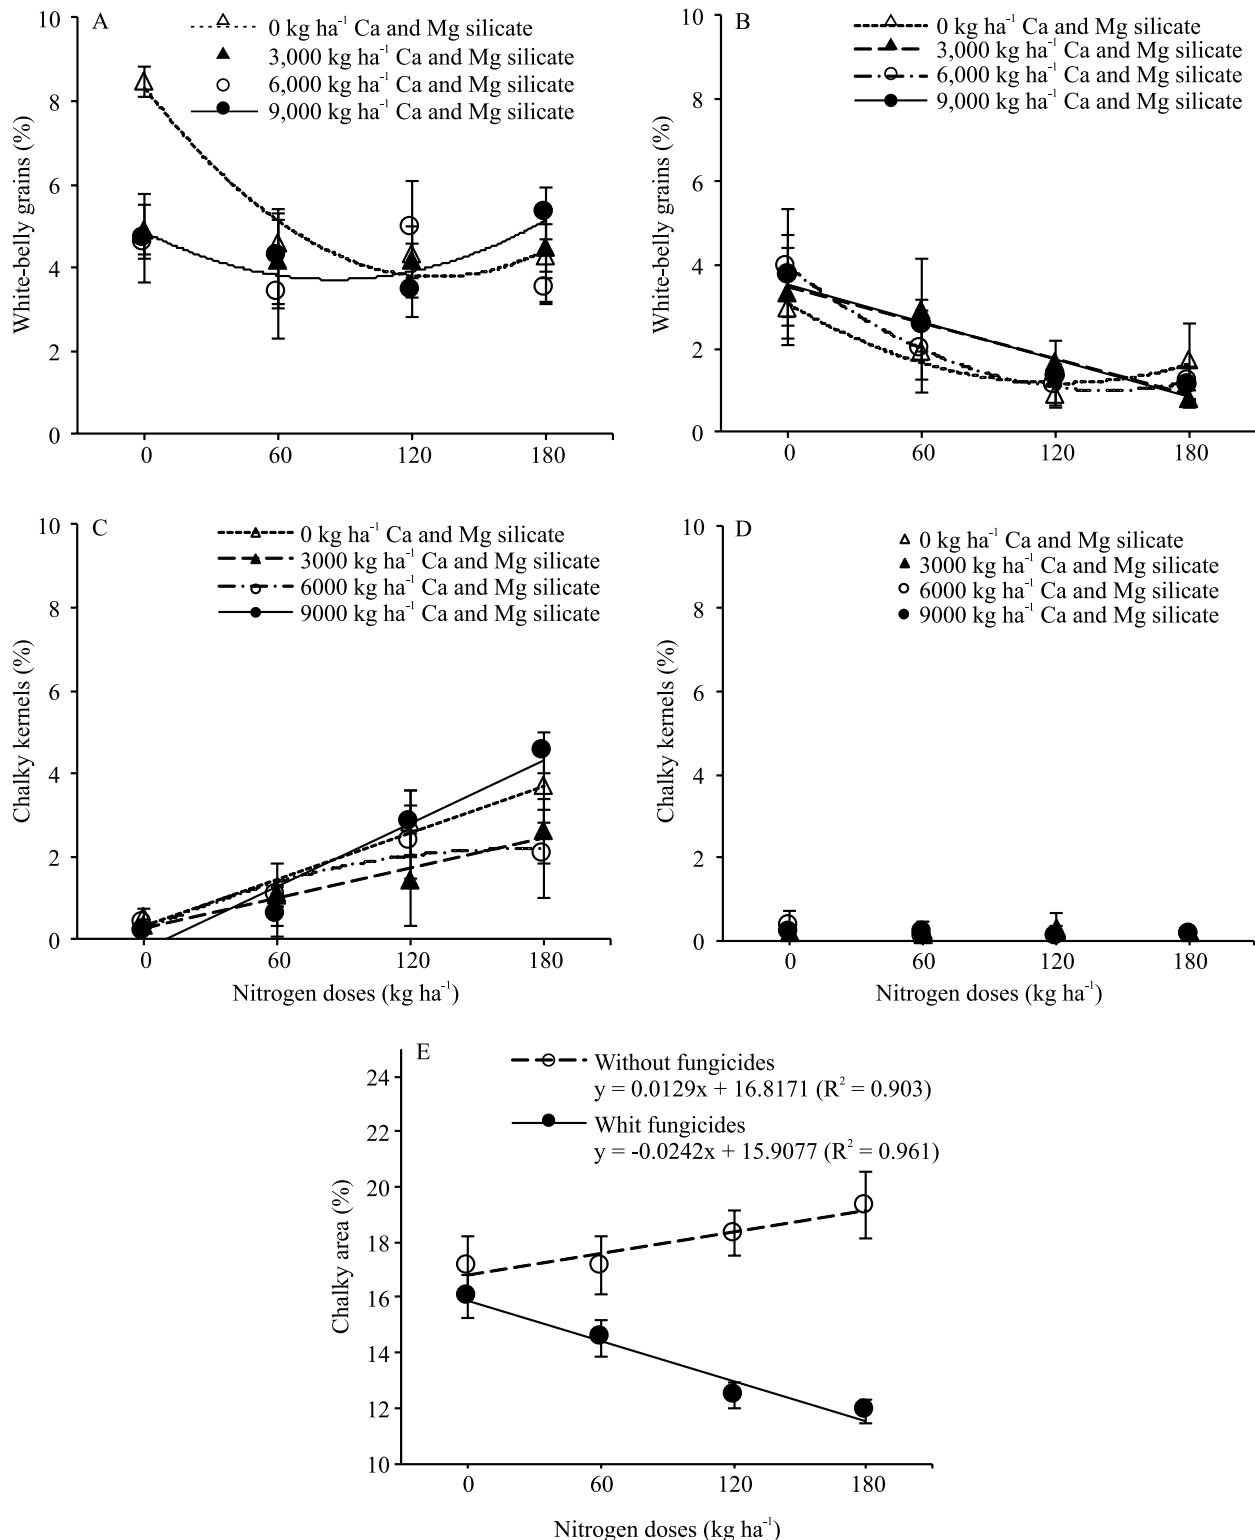 A
0 kg ha⁻¹ Ca and Mg silicate
3,000 kg ha⁻¹ Ca and Mg silicate
6,000 kg ha⁻¹ Ca and Mg silicate
9,000 kg ha⁻¹ Ca and Mg silicate
White-belly grains (%)
10
8
6
4
2
0
0 60 120 180
B
0 kg ha⁻¹ Ca and Mg silicate
3,000 kg ha⁻¹ Ca and Mg silicate
6,000 kg ha⁻¹ Ca and Mg silicate
9,000 kg ha⁻¹ Ca and Mg silicate
White-belly grains (%)
10
8
6
4
2
0
0 60 120 180
C
0 kg ha⁻¹ Ca and Mg silicate
3000 kg ha⁻¹ Ca and Mg silicate
6000 kg ha⁻¹ Ca and Mg silicate
9000 kg ha⁻¹ Ca and Mg silicate
Chalky kernels (%)
10
8
6
4
2
0
0 60 120 180
Nitrogen doses (kg ha⁻¹)
D
0 kg ha⁻¹ Ca and Mg silicate
3000 kg ha⁻¹ Ca and Mg silicate
6000 kg ha⁻¹ Ca and Mg silicate
9000 kg ha⁻¹ Ca and Mg silicate
Chalky kernels (%)
10
8
6
4
2
0
0 60 120 180
Nitrogen doses (kg ha⁻¹)
E
Without fungicides
y = 0.0129x + 16.8171 (R² = 0.903)
Whit fungicides
y = -0.0242x + 15.9077 (R² = 0.961)
Chalky area (%)
24
22
20
18
16
14
12
10
0 60 120 180
Nitrogen doses (kg ha⁻¹)